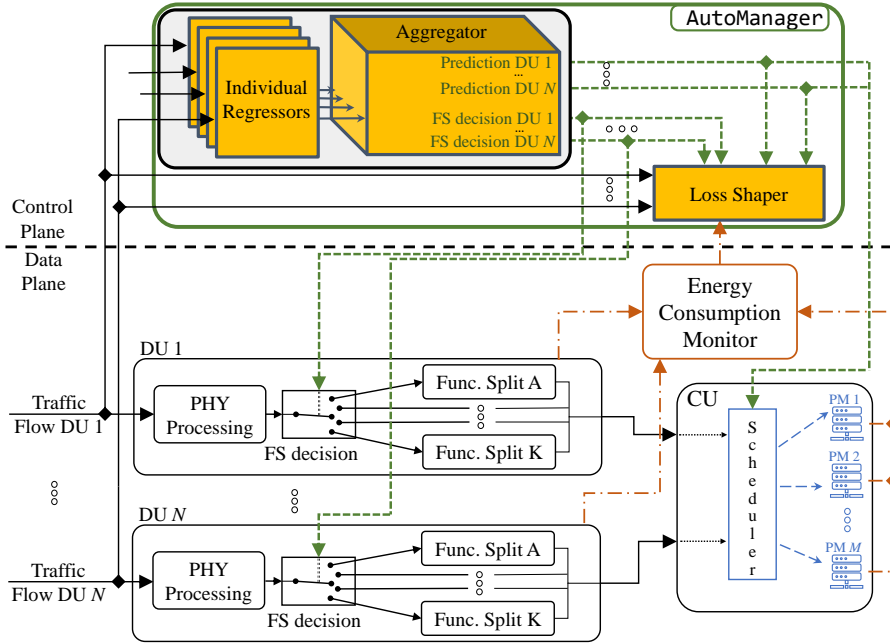 AutoManager
Aggregator
Individual
Regressors
Prediction DU 1
...
Prediction DU N
FS decision DU 1
...
FS decision DU N
Loss Shaper
Control
Plane
Data
Plane
Energy
Consumption
Monitor
DU 1
Traffic
Flow DU 1
PHY
Processing
FS decision
Func. Split A
Func. Split K
CU
Scheduler
PM 1
PM 2
PM M
DU N
Traffic
Flow DU N
PHY
Processing
FS decision
Func. Split A
Func. Split K